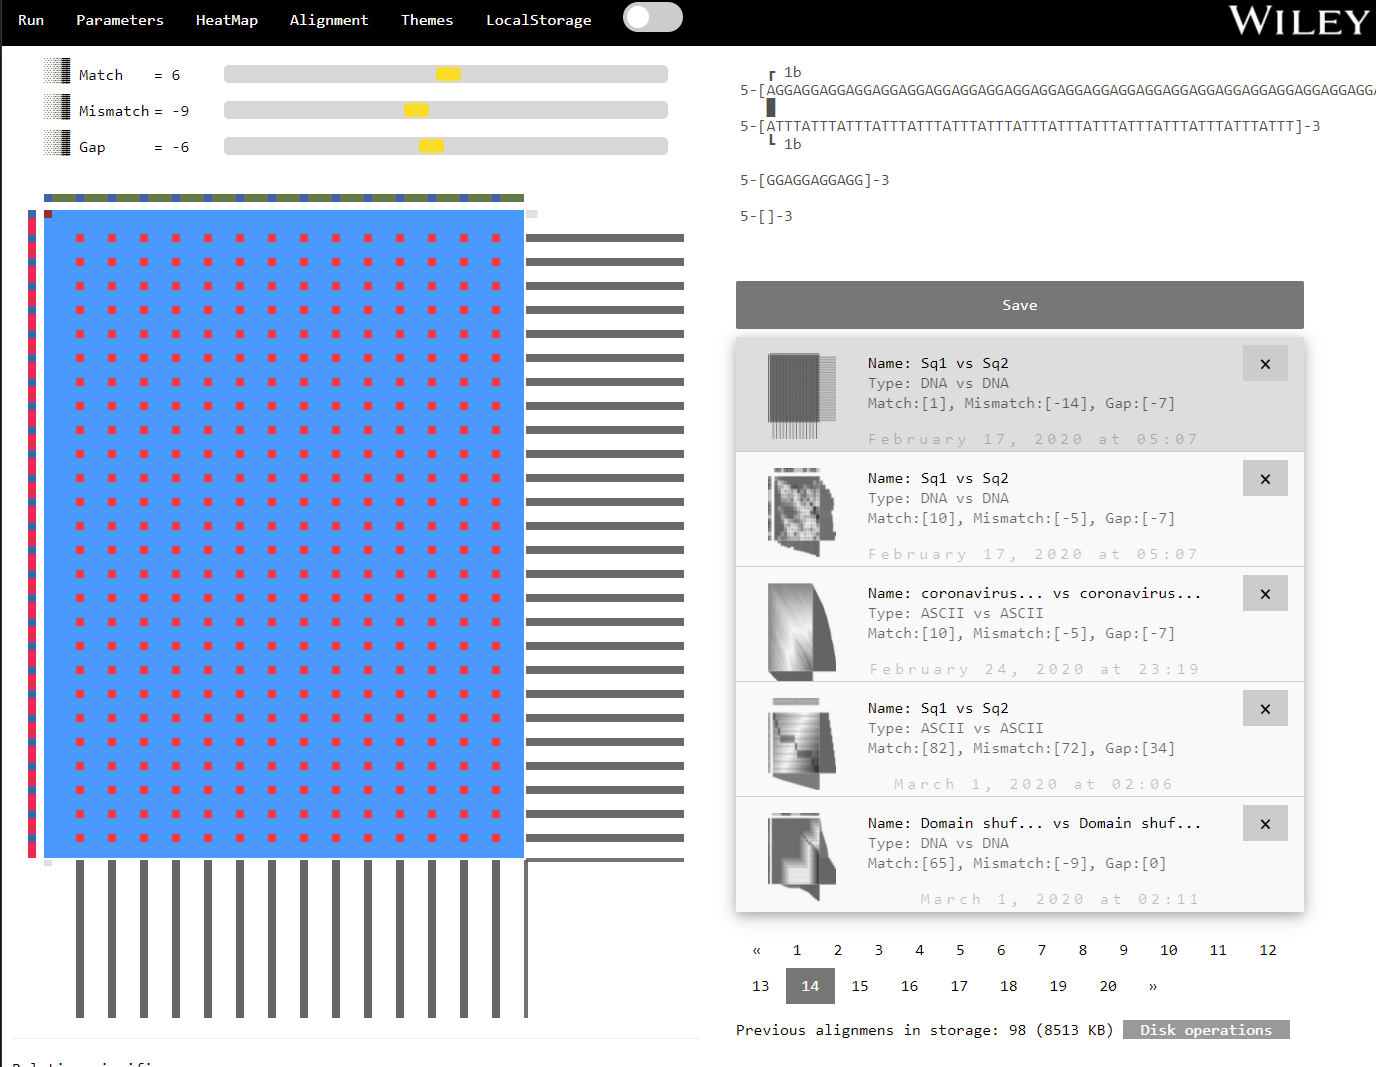 Run Parameters HeatMap Alignment Themes LocalStorage WILEY
Match = 6
Mismatch = -9
Gap = -6
┏ 1b
5-[AGGAGGAGGAGGAGGAGGAGGAGGAGGAGGAGGAGGAGGAGGAGGAGGAGGAGGAGGAGGAGGAGGAGGAGGA
5-[ATTTATTTATTTATTTATTTATTTATTTATTTATTTATTTATTTATTTATTTATTTATTT]-3
┗ 1b
5-[GGAGGAGGAGG]-3
5-[]-3
Save
Name: Sq1 vs Sq2 ×
Type: DNA vs DNA
Match:[1], Mismatch:[-14], Gap:[-7]
February 17, 2020 at 05:07
Name: Sq1 vs Sq2 ×
Type: DNA vs DNA
Match:[10], Mismatch:[-5], Gap:[-7]
February 17, 2020 at 05:07
Name: coronavirus... vs coronavirus... ×
Type: ASCII vs ASCII
Match:[10], Mismatch:[-5], Gap:[-7]
February 24, 2020 at 23:19
Name: Sq1 vs Sq2 ×
Type: ASCII vs ASCII
Match:[82], Mismatch:[72], Gap:[34]
March 1, 2020 at 02:06
Name: Domain shuf... vs Domain shuf... ×
Type: DNA vs DNA
Match:[65], Mismatch:[-9], Gap:[0]
March 1, 2020 at 02:11
« 1 2 3 4 5 6 7 8 9 10 11 12
13 14 15 16 17 18 19 20 »
Previous alignmens in storage: 98 (8513 KB) Disk operations